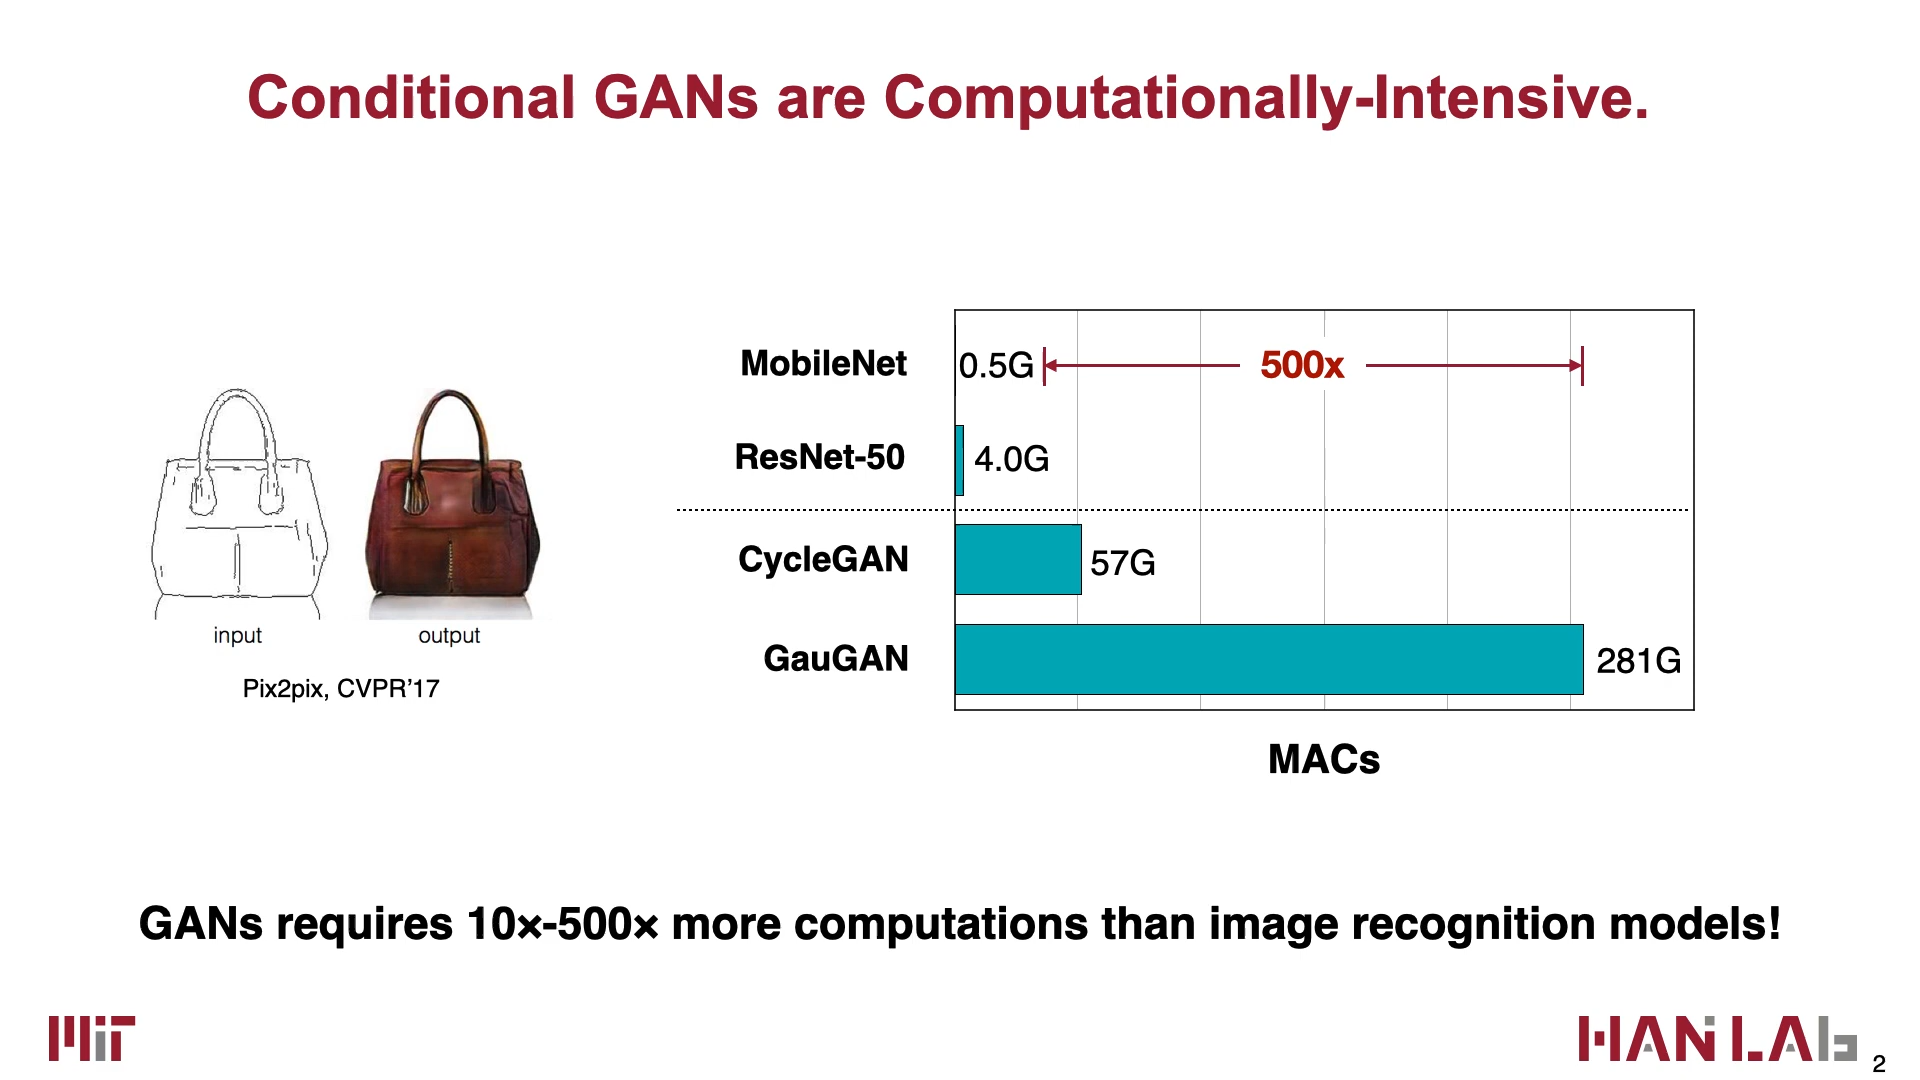 Conditional GANs are Computationally-Intensive.
MobileNet
0.5G
500x
ResNet-50
4.0G
CycleGAN
57G
GauGAN
281G
MACs
input
output
Pix2pix, CVPR’17
GANs requires 10×-500× more computations than image recognition models!
MIT
HAN LAB
2